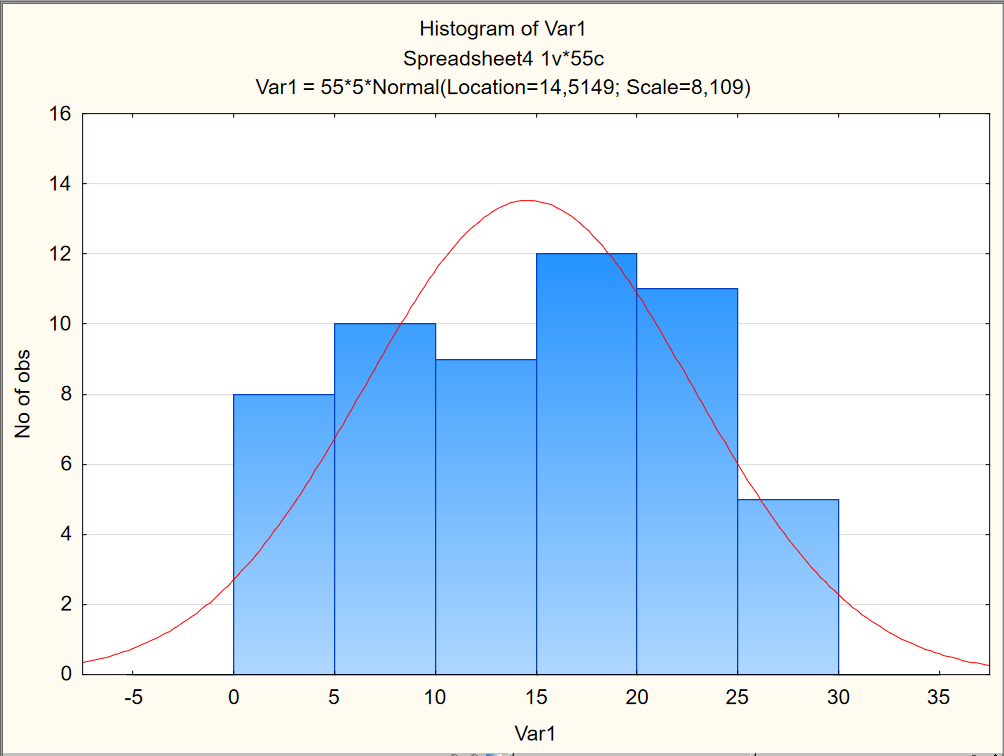 Histogram of Var1
Spreadsheet4 1v*55c
Var1 = 55*5*Normal(Location=14,5149; Scale=8,109)
16
14
12
10
8
6
4
2
0
No of obs
-5 0 5 10 15 20 25 30 35
Var1